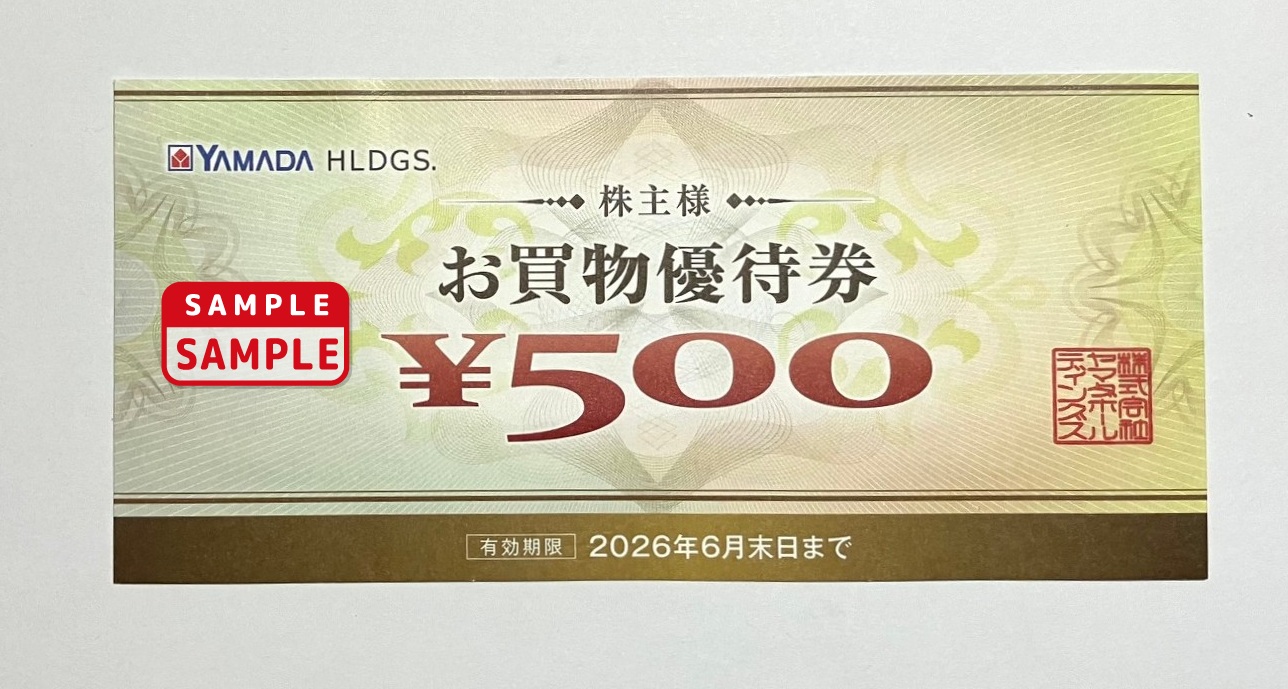 YAMADA HLDGS.
株主様
お買物優待券
SAMPLE
SAMPLE
¥500
株式会社
ヤマダホール
ディングス
有効期限 2026年6月末日まで